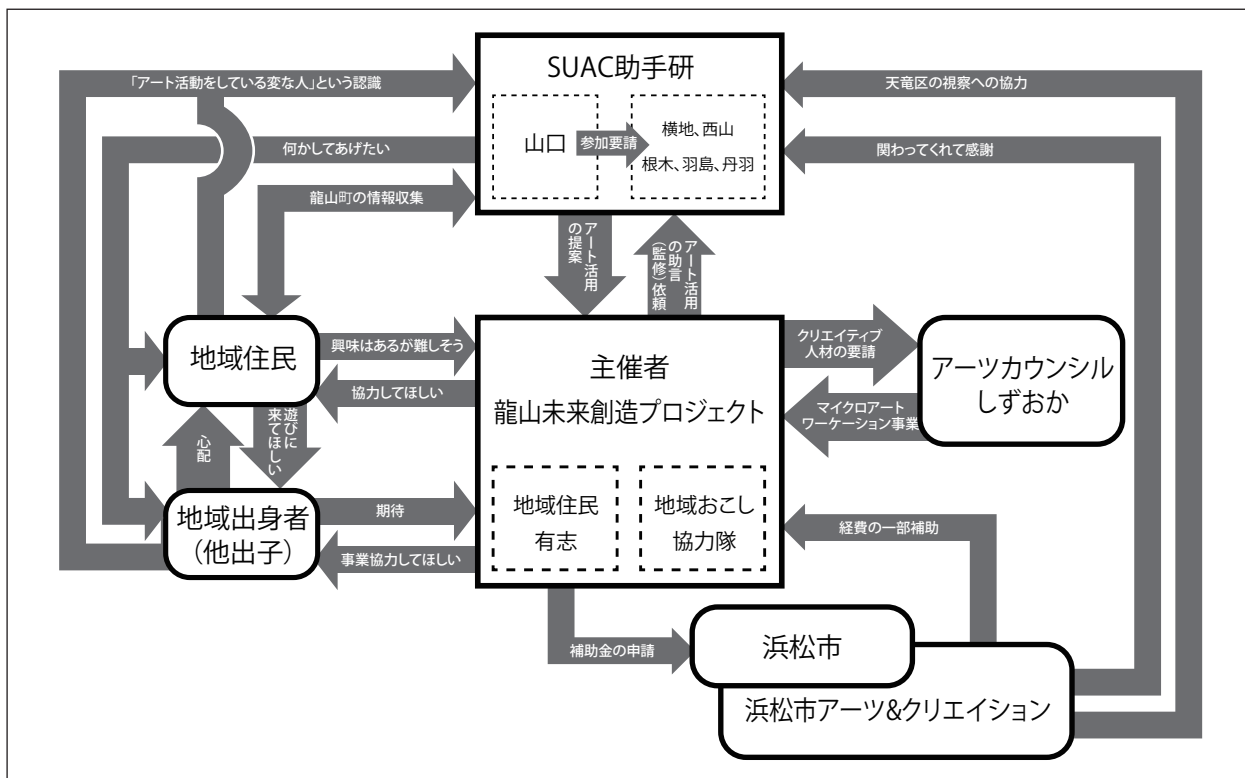 SUAC助手研
「アート活動をしている変な人」という認識
天竜区の視察への協力
山口
参加要請
横地、西山
根木、羽島、丹羽
何かしてあげたい
関わってくれて感謝
龍山町の情報収集
アート活用
の提案
アート活用
の助言
(監修)依頼
地域住民
興味はあるが難しそう
協力してほしい
主催者
龍山未来創造プロジェクト
クリエイティブ
人材の要請
マイクロアート
ワーケーション事業
アーツカウンシル
しずおか
心配
遊びに
来てほしい
地域住民
有志
地域おこし
協力隊
地域出身者
(他出子)
期待
事業協力してほしい
経費の一部補助
補助金の申請
浜松市
浜松市アーツ&クリエイション